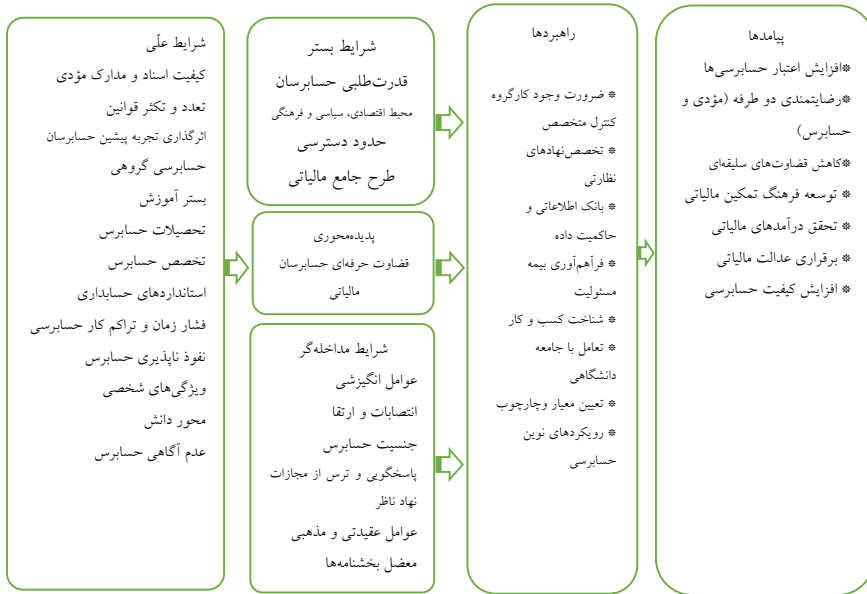 شرایط علّی
کیفیت اسناد و مدارک مؤدی
تعدد و تکثر قوانین
اثرگذاری تجربه پیشین حسابرسان
حسابرسی گروهی
بستر آموزش
تحصیلات حسابرس
تخصص حسابرس
استانداردهای حسابداری
فشار زمان و تراکم کار حسابرسی
نفوذ ناپذیری حسابرس
ویژگی‌های شخصی
محور دانش
عدم آگاهی حسابرس
شرایط بستر
قدرت‌طلبی حسابرسان
محیط اقتصادی، سیاسی و فرهنگی
حدود دسترسی
طرح جامع مالیاتی
پدیده‌محوری
قضاوت حرفه‌ای حسابرسان
مالیاتی
شرایط مداخله‌گر
عوامل انگیزشی
انتصابات و ارتقا
جنسیت حسابرس
پاسخگویی و ترس از مجازات
نهاد ناظر
عوامل عقیدتی و مذهبی
معضل بخشنامه‌ها
راهبردها
* ضرورت وجود کارگروه
کنترل متخصص
* تخصص‌نهادهای
نظارتی
* بانک اطلاعاتی و
حاکمیت داده
* فرآهم‌آوری بیمه
مسئولیت
* شناخت کسب و کار
* تعامل با جامعه
دانشگاهی
* تعیین معیار وچارچوب
* رویکردهای نوین
حسابرسی
پیامدها
*افزایش اعتبار حسابرسی‌ها
*رضایتمندی دو طرفه (مؤدی و
حسابرس)
*کاهش قضاوت‌های سلیقه‌ای
* توسعه فرهنگ تمکین مالیاتی
* تحقق درآمدهای مالیاتی
* برقراری عدالت مالیاتی
* افزایش کیفیت حسابرسی